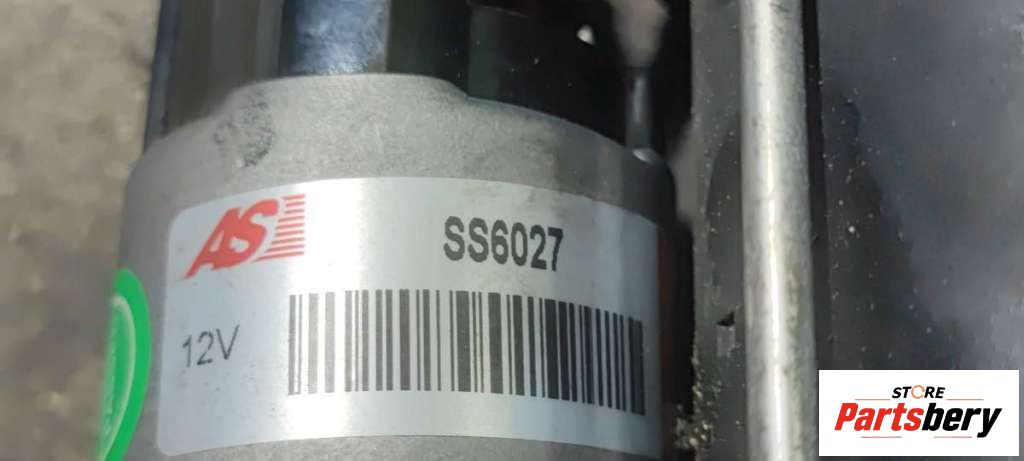 AS
SS6027
12V
STORE
Partsbery